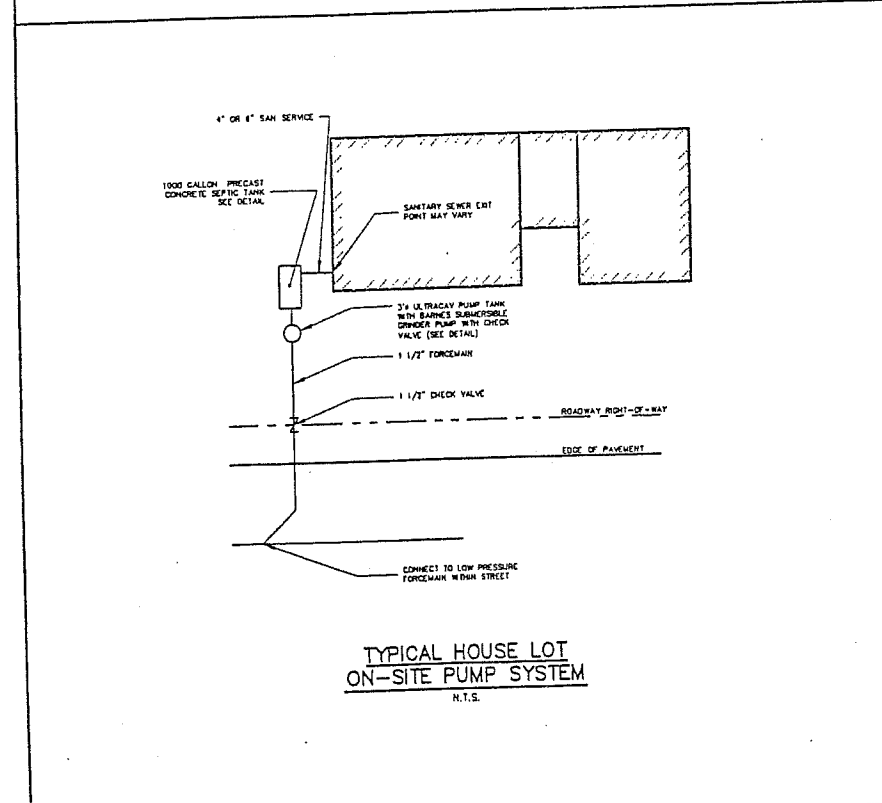 4" OR 6" SAN SERVICE
1000 GALLON PRECAST
CONCRETE SEPTIC TANK
SEE DETAIL
SANITARY SEWER EXIT
POINT MAY VARY
3'ø ULTRACAV PUMP TANK
WITH BARNES SUBMERSIBLE
GRINDER PUMP WITH CHECK
VALVE (SEE DETAIL)
1 1/2" FORCEMAIN
1 1/2" CHECK VALVE
ROADWAY RIGHT-OF-WAY
EDGE OF PAVEMENT
CONNECT TO LOW PRESSURE
FORCEMAIN WITHIN STREET
TYPICAL HOUSE LOT
ON-SITE PUMP SYSTEM
N.T.S.